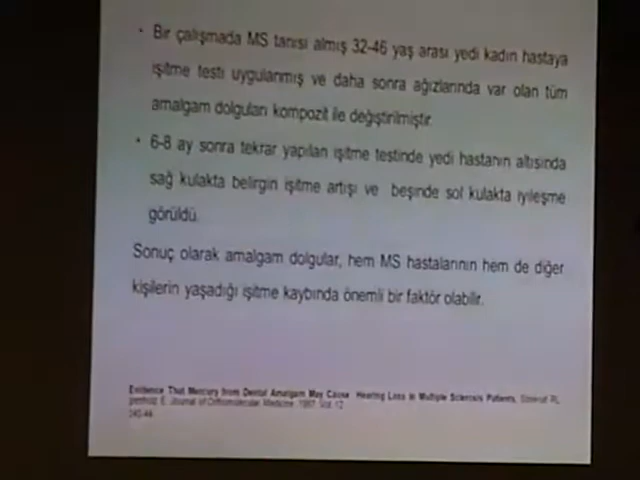 • Bir çalışmada MS tanısı almış 32-46 yaş arası yedi kadın hastaya
işitme testi uygulanmış ve daha sonra ağızlarında var olan tüm
amalgam dolguları kompozit ile değiştirilmiştir.
• 6-8 ay sonra tekrar yapılan işitme testinde yedi hastanın altısında
sağ kulakta belirgin işitme artışı ve beşinde sol kulakta iyileşme
görüldü.
Sonuç olarak amalgam dolgular, hem MS hastalarının hem de diğer
kişilerin yaşadığı işitme kaybında önemli bir faktör olabilir.
Evidence That Mercury from Dental Amalgam May Cause Hearing Loss in Multiple Sclerosis Patients.
E. Journal of Orthomolecular Medicine. Vol. 12